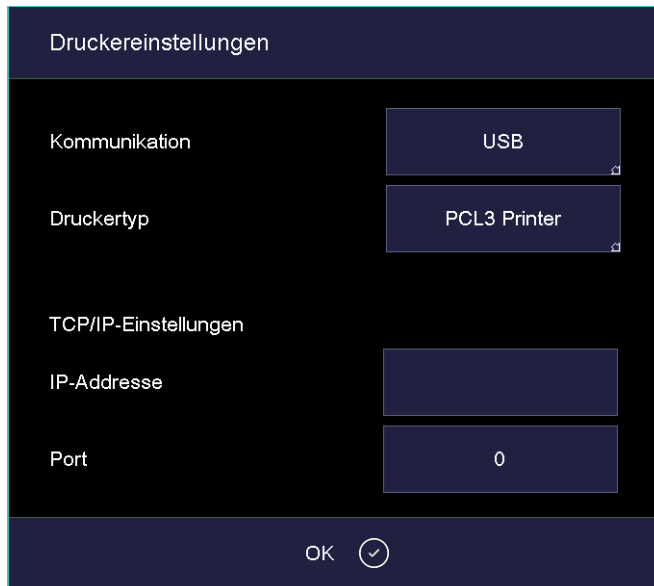 Druckereinstellungen
Kommunikation USB
Druckertyp PCL3 Printer
TCP/IP-Einstellungen
IP-Addresse
Port 0
OK